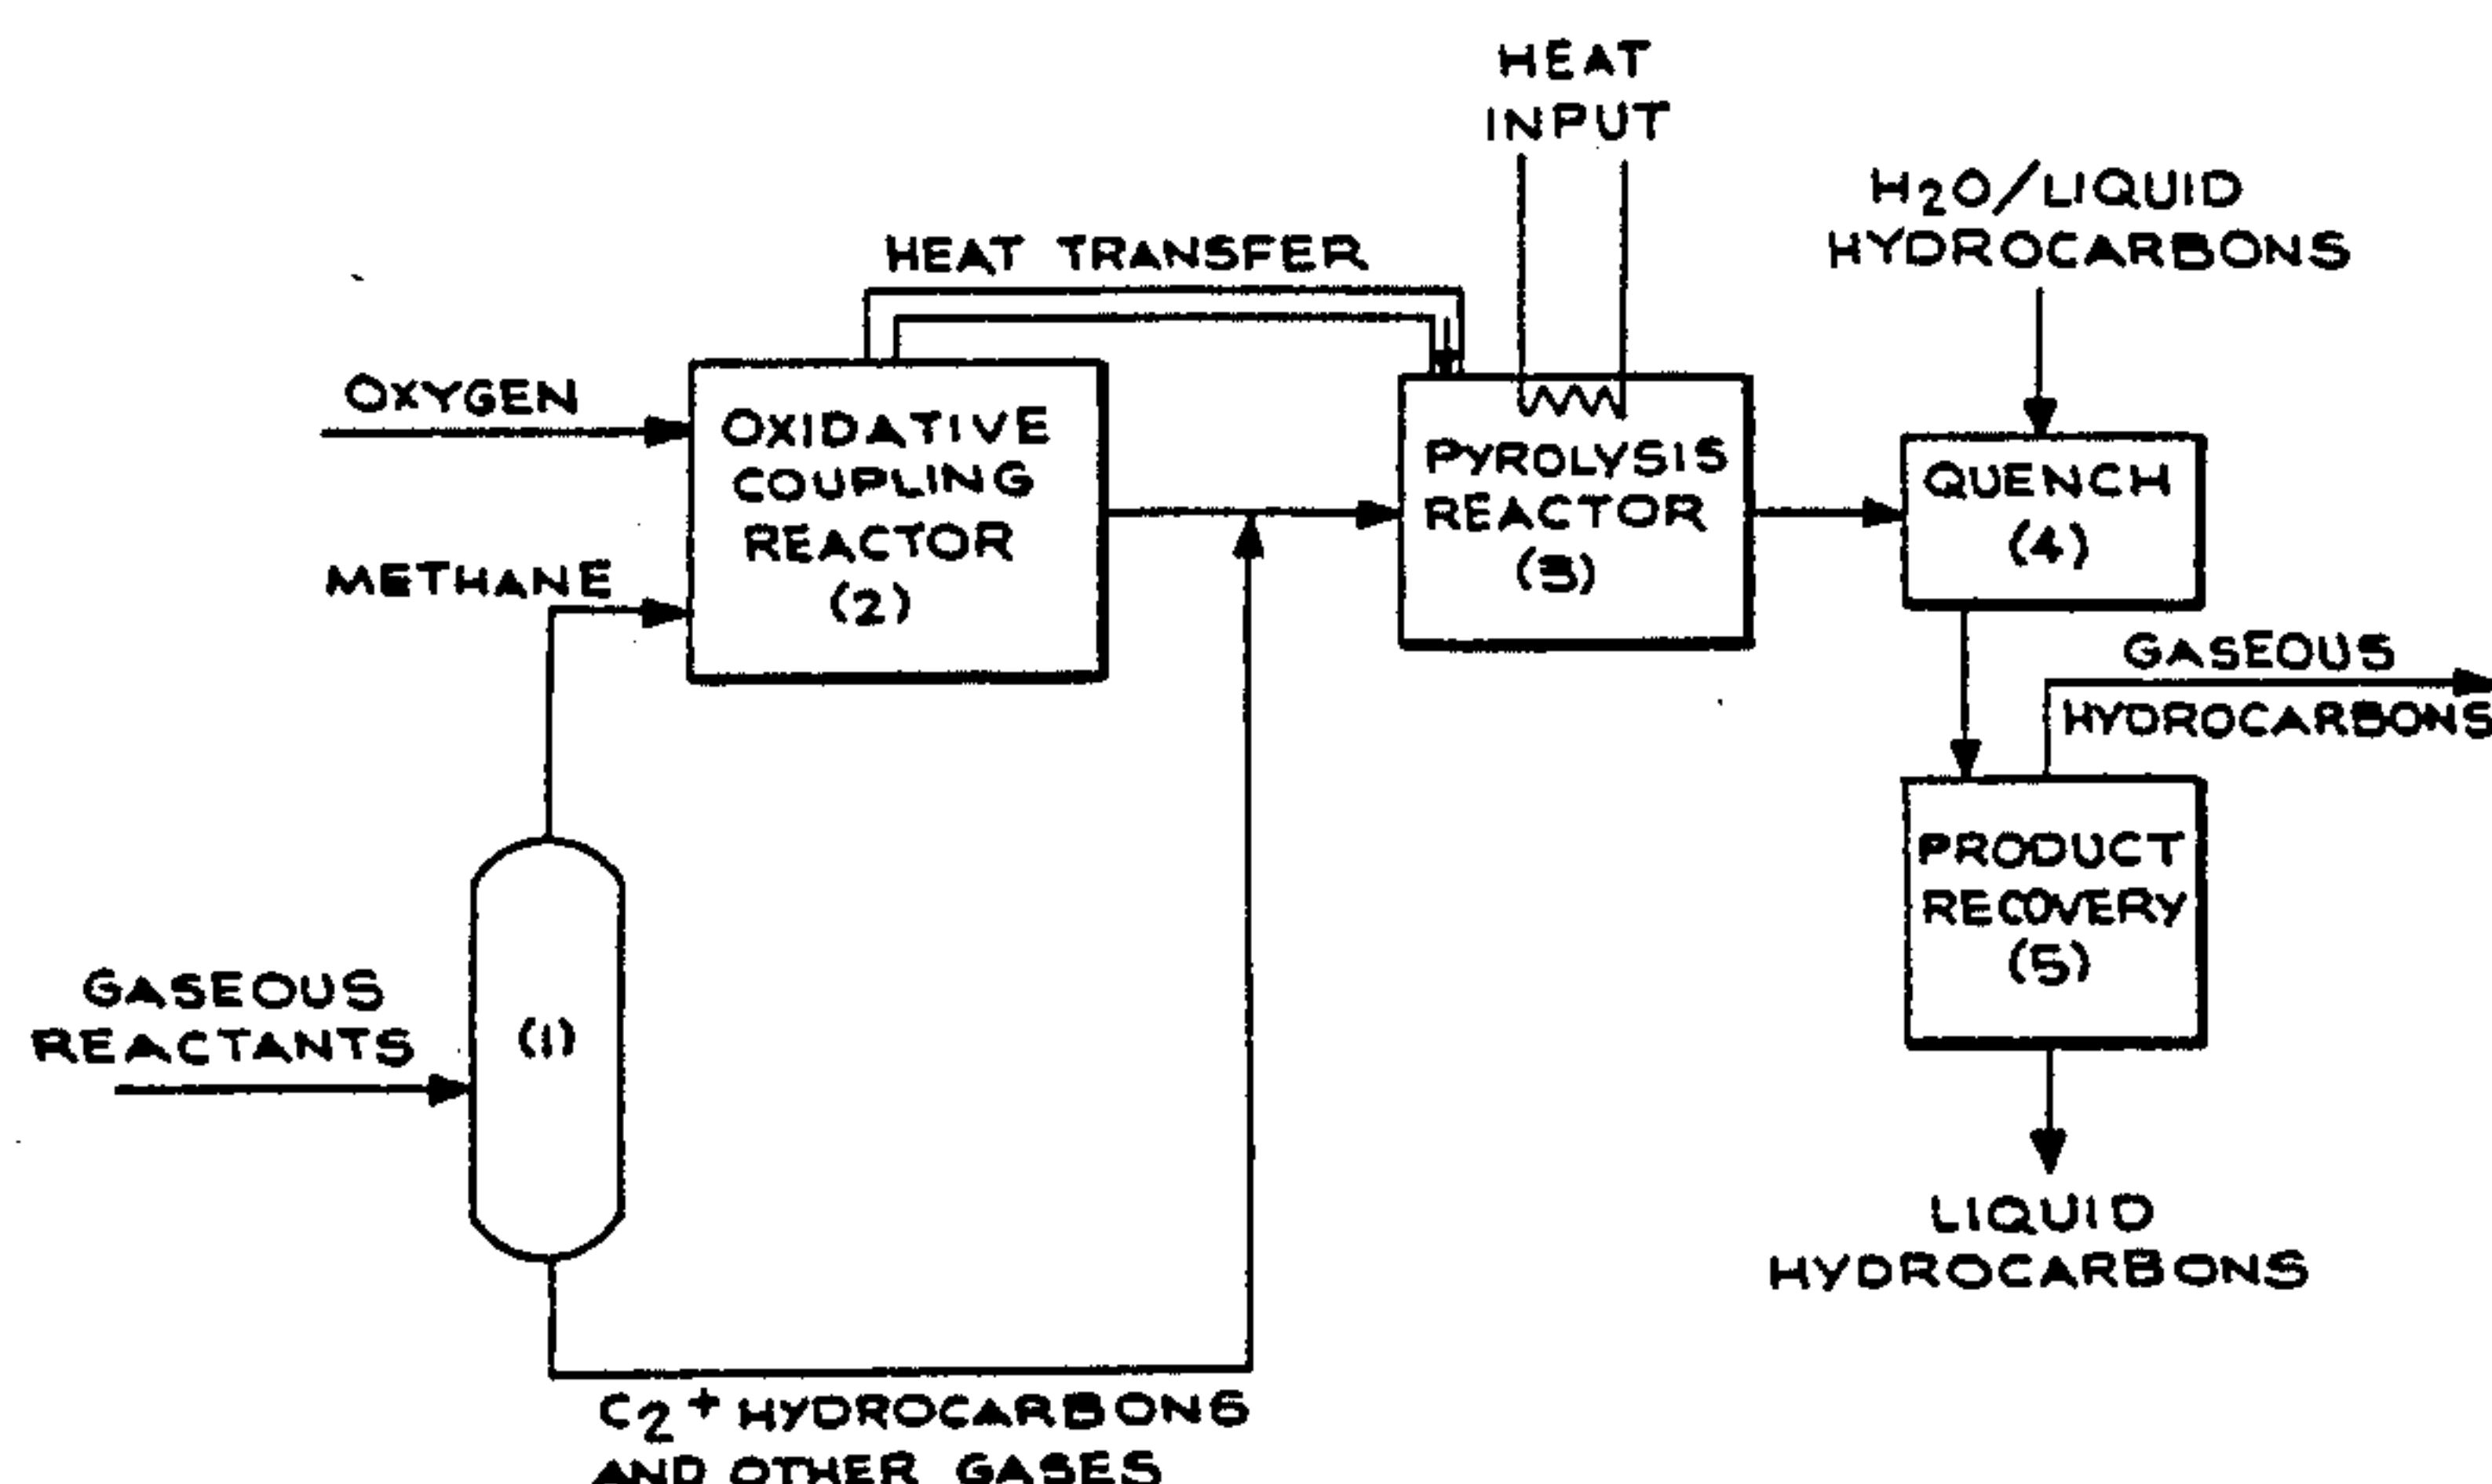 HEAT
INPUT
H2O/LIQUID
HYDROCARBONS
HEAT TRANSFER
OXYGEN
OXIDATIVE
COUPLING
REACTOR
(2)
METHANE
PYROLYSIS
REACTOR
(3)
QUENCH
(4)
GASEOUS
HYDROCARBONS
PRODUCT
RECOVERY
(5)
GASEOUS
REACTANTS
(1)
LIQUID
HYDROCARBONS
C2+ HYDROCARBONS
AND OTHER GASES